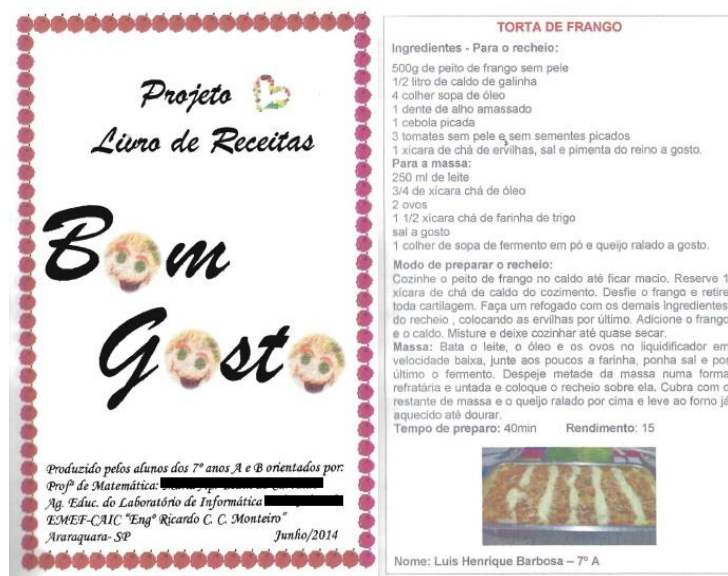 Projeto
Livro de Receitas
Bom
Gosto
Produzido pelos alunos dos 7º anos A e B orientados por:
Profª de Matemática:
Ag. Educ. do Laboratório de Informática
EMEF-CAIC "Engº Ricardo C. C. Monteiro"
Araraquara- SP Junho/2014
TORTA DE FRANGO
Ingredientes - Para o recheio:
500g de peito de frango sem pele
1/2 litro de caldo de galinha
4 colher sopa de óleo
1 dente de alho amassado
1 cebola picada
3 tomates sem pele e sem sementes picados
1 xícara de chá de ervilhas, sal e pimenta do reino a gosto.
Para a massa:
250 ml de leite
3/4 de xícara chá de óleo
2 ovos
1 1/2 xícara chá de farinha de trigo
sal a gosto
1 colher de sopa de fermento em pó e queijo ralado a gosto.
Modo de preparar o recheio:
Cozinhe o peito de frango no caldo até ficar macio. Reserve 1
xícara de chá de caldo do cozimento. Desfie o frango e retire
toda cartilagem. Faça um refogado com os demais Ingredientes
do recheio , colocando as ervilhas por último. Adicione o frango
e o caldo. Misture e deixe cozinhar até quase secar.
Massa: Bata o leite, o óleo e os ovos no liquidificador em
velocidade baixa, junte aos poucos a farinha, ponha sal e por
último o fermento. Despeje metade da massa numa forma
refratária e untada e coloque o recheio sobre ela. Cubra com o
restante de massa e o queijo ralado por cima e leve ao forno já
aquecido até dourar.
Tempo de preparo: 40min Rendimento: 15
Nome: Luis Henrique Barbosa – 7º A